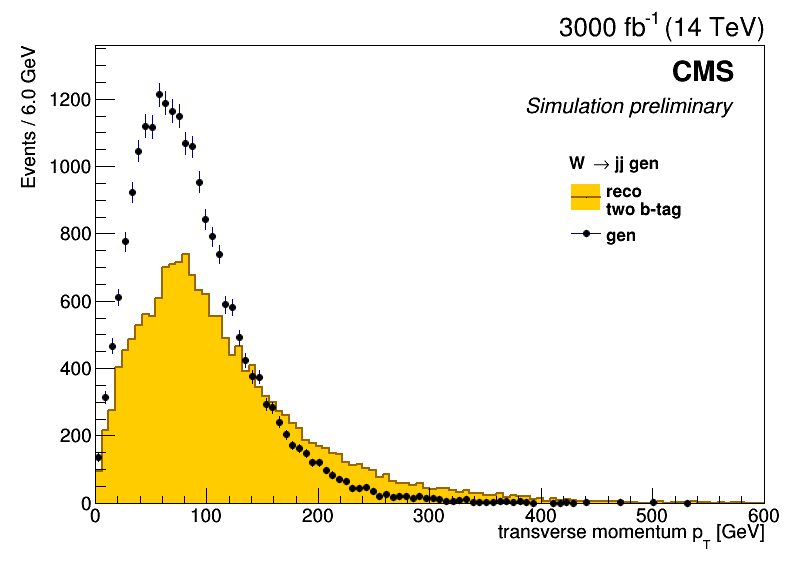 3000 fb-1 (14 TeV)
CMS
Simulation preliminary
W → jj gen
reco
two b-tag
gen
Events / 6.0 GeV
1200
1000
800
600
400
200
0
0 100 200 300 400 500 600
transverse momentum pT [GeV]